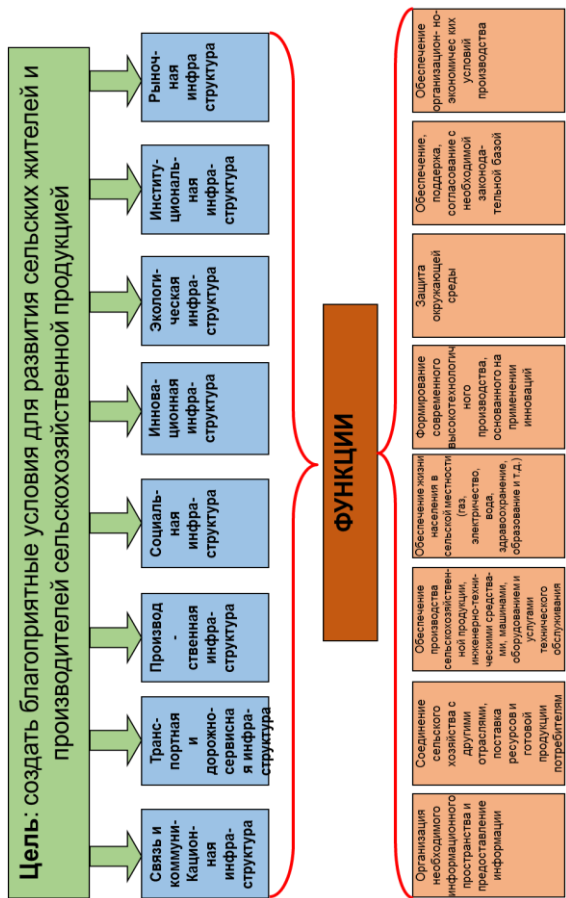 Цель: создать благоприятные условия для развития сельских жителей и
производителей сельскохозяйственной продукцией
Связь и
коммуни-
Кацион-
ная
инфра-
структура
Транс-
портная
и
дорожно-
сервисна
я инфра-
структура
Производ
-
ственная
инфра-
структура
Социаль-
ная
инфра-
структура
Иннова-
ционная
инфра-
структура
Экологи-
ческая
инфра-
структура
Инститy-
циональ-
ная
инфра-
структура
Рыноч-
ная
инфра
структура
ФУНКЦИИ
Организация
необходимого
информационного
пространства и
предоставление
информации
Соединение
сельского
хозяйства с
другими
отраслями,
поставка
ресурсов и
готовой
продукции
потребителям
Обеспечение
производства
сельскохозяйствен-
ной продукции,
инженерно-техни-
ческими средства-
ми, машинами,
оборудованием и
услугами
технического
обслуживания
Обеспечение жизни
населения в
сельской местности
(газ,
электричество,
вода,
здравоохранение,
образование и т.д.)
Формирование
современного
высокотехнологич
ного
производства,
основанного на
применении
инноваций
Защита
окружающей
среды
Обеспечение,
поддержка,
согласование с
необходимой
законода-
тельной базой
Обеспечение
организацион- но-
экономичес ких
условий
производства